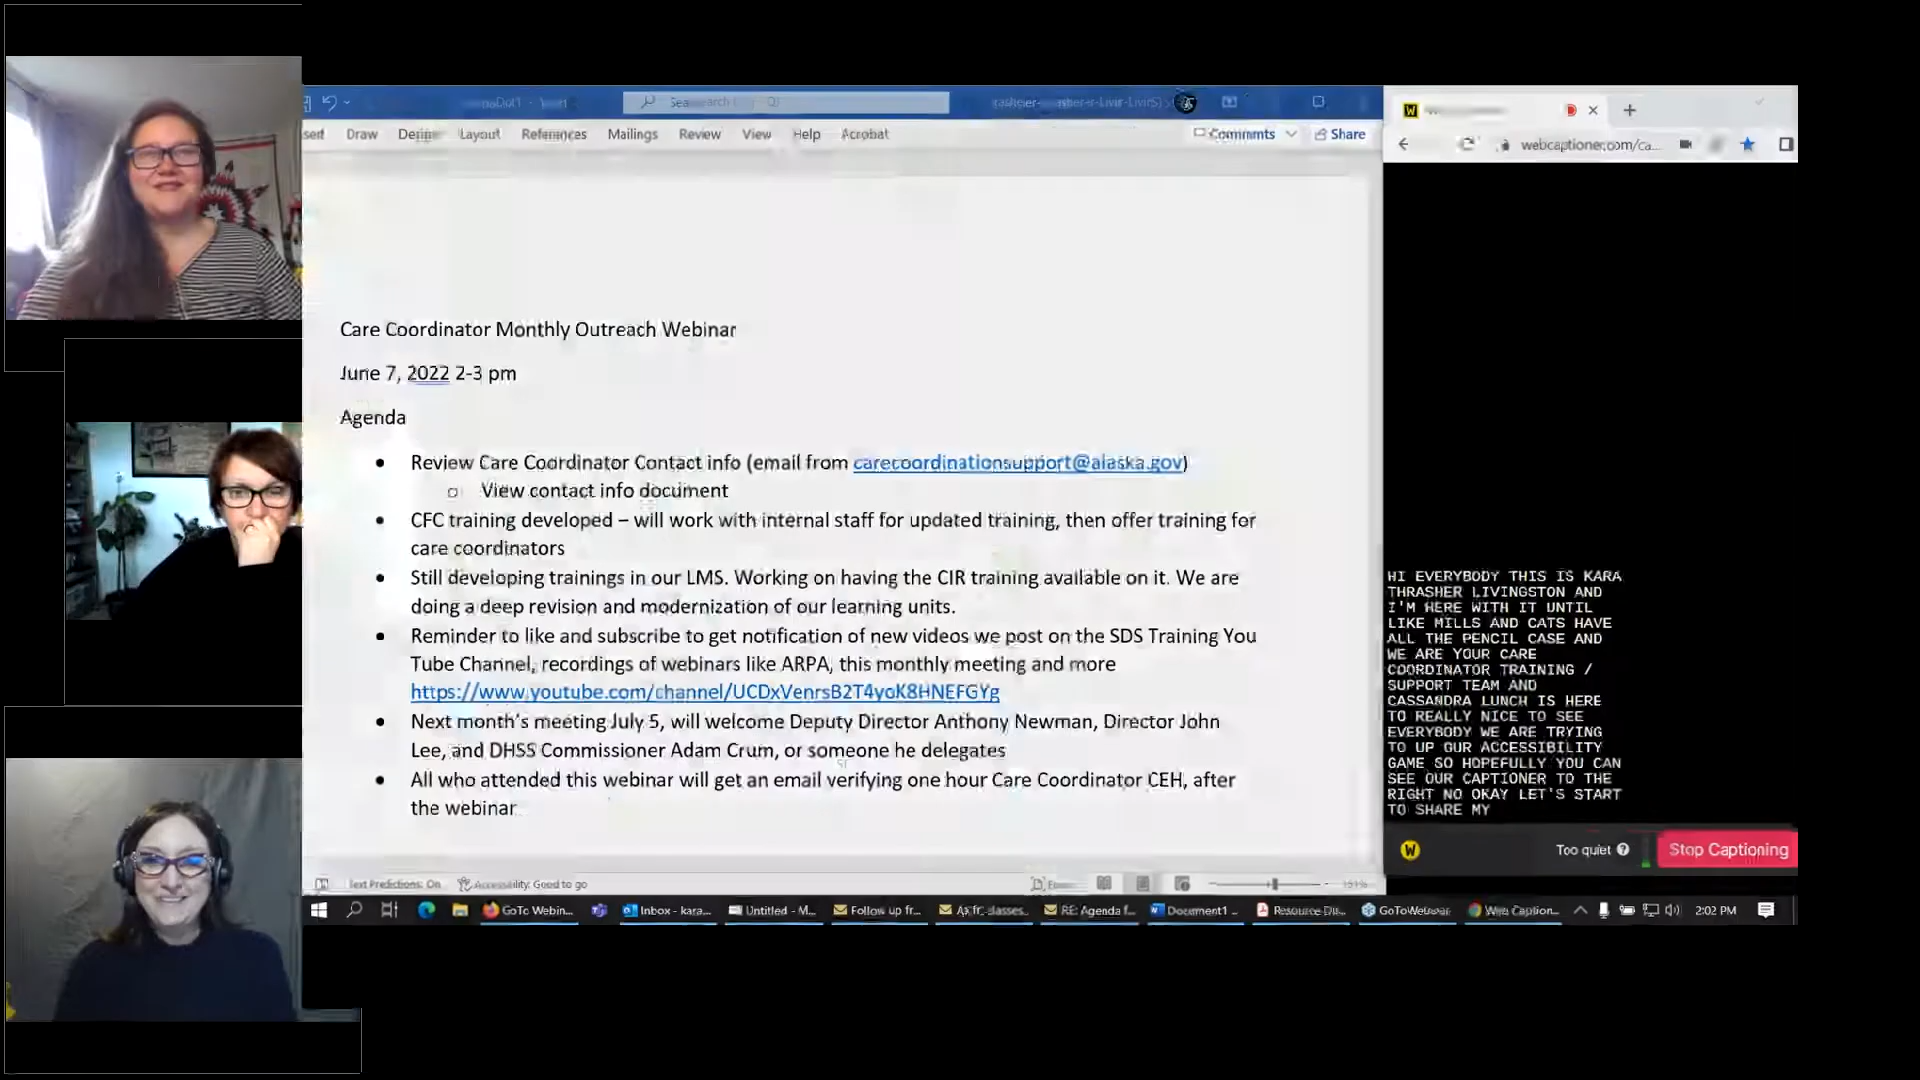 Search
Draw
Design
Layout
References
Mailings
Review
View
Help
Acrobat
Comments
Share
webcaptioner.com/ca...
Care Coordinator Monthly Outreach Webinar
June 7, 2022 2-3 pm
Agenda
Review Care Coordinator Contact info (email from carecoordinationsupport@alaska.gov)
View contact info document
CFC training developed – will work with internal staff for updated training, then offer training for
care coordinators
Still developing trainings in our LMS. Working on having the CIR training available on it. We are
doing a deep revision and modernization of our learning units.
Reminder to like and subscribe to get notification of new videos we post on the SDS Training You
Tube Channel, recordings of webinars like ARPA, this monthly meeting and more
https://www.youtube.com/channel/UCDxVenrsB2T4yoK8HNEFGYg
Next month's meeting July 5, will welcome Deputy Director Anthony Newman, Director John
Lee, and DHSS Commissioner Adam Crum, or someone he delegates
All who attended this webinar will get an email verifying one hour Care Coordinator CEH, after
the webinar
HI EVERYBODY THIS IS KARA
THRASHER LIVINGSTON AND
I'M HERE WITH IT UNTIL
LIKE MILLS AND CATS HAVE
ALL THE PENCIL CASE AND
WE ARE YOUR CARE
COORDINATOR TRAINING /
SUPPORT TEAM AND
CASSANDRA LUNCH IS HERE
TO REALLY NICE TO SEE
EVERYBODY WE ARE TRYING
TO UP OUR ACCESSIBILITY
GAME SO HOPEFULLY YOU CAN
SEE OUR CAPTIONER TO THE
RIGHT NO OKAY LET'S START
TO SHARE MY
Too quiet
Stop Captioning
Text Predictions: On
Accessibility: Good to go
GoTo Webin...
Inbox - kara...
Untitled - M...
Follow up fr...
RE: Agenda f...
Document1 ...
GoToWebinar
Web Caption...
2:02 PM